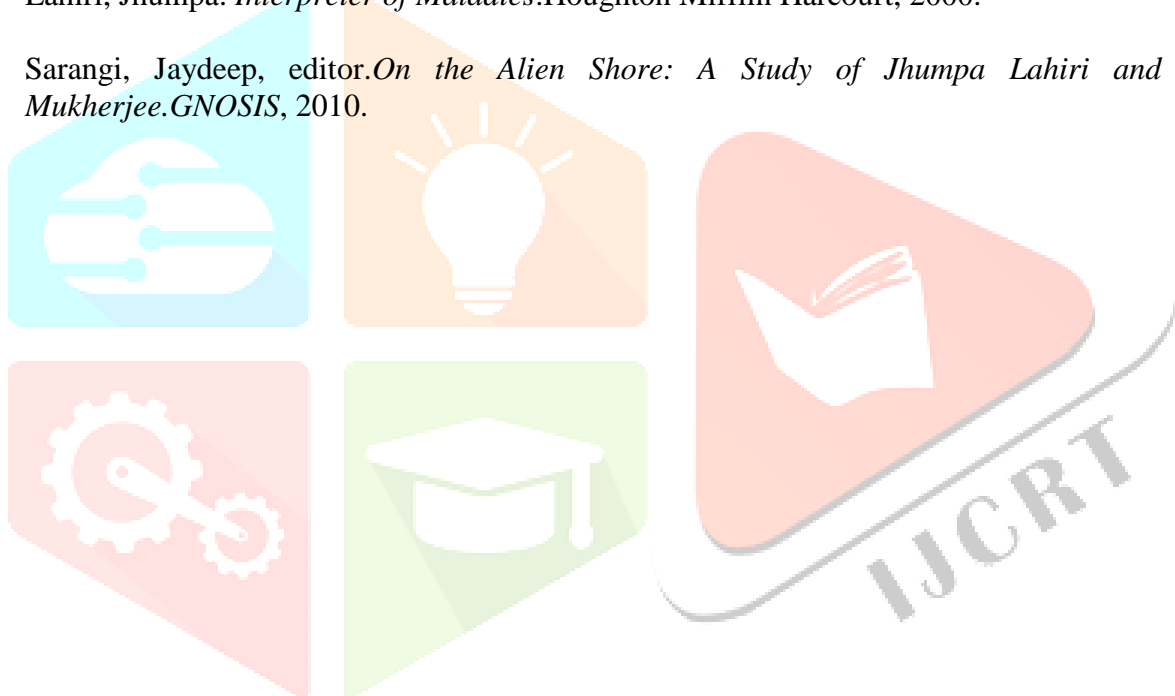 Lahiri, Jhumpa. Interpreter of Maladies.Houghton Mifflin Harcourt, 2000.
Sarangi, Jaydeep, editor.On the Alien Shore: A Study of Jhumpa Lahiri and
Mukherjee.GNOSIS, 2010.
IJCRT